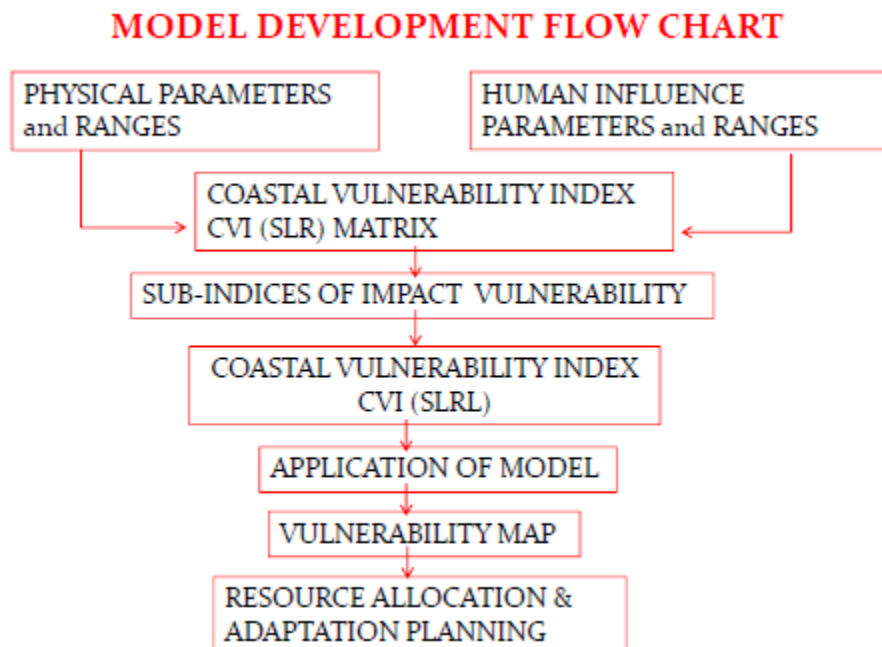 MODEL DEVELOPMENT FLOW CHART
PHYSICAL PARAMETERS
and RANGES
HUMAN INFLUENCE
PARAMETERS and RANGES
COASTAL VULNERABILITY INDEX
CVI (SLR) MATRIX
SUB-INDICES OF IMPACT VULNERABILITY
COASTAL VULNERABILITY INDEX
CVI (SLRL)
APPLICATION OF MODEL
VULNERABILITY MAP
RESOURCE ALLOCATION &
ADAPTATION PLANNING